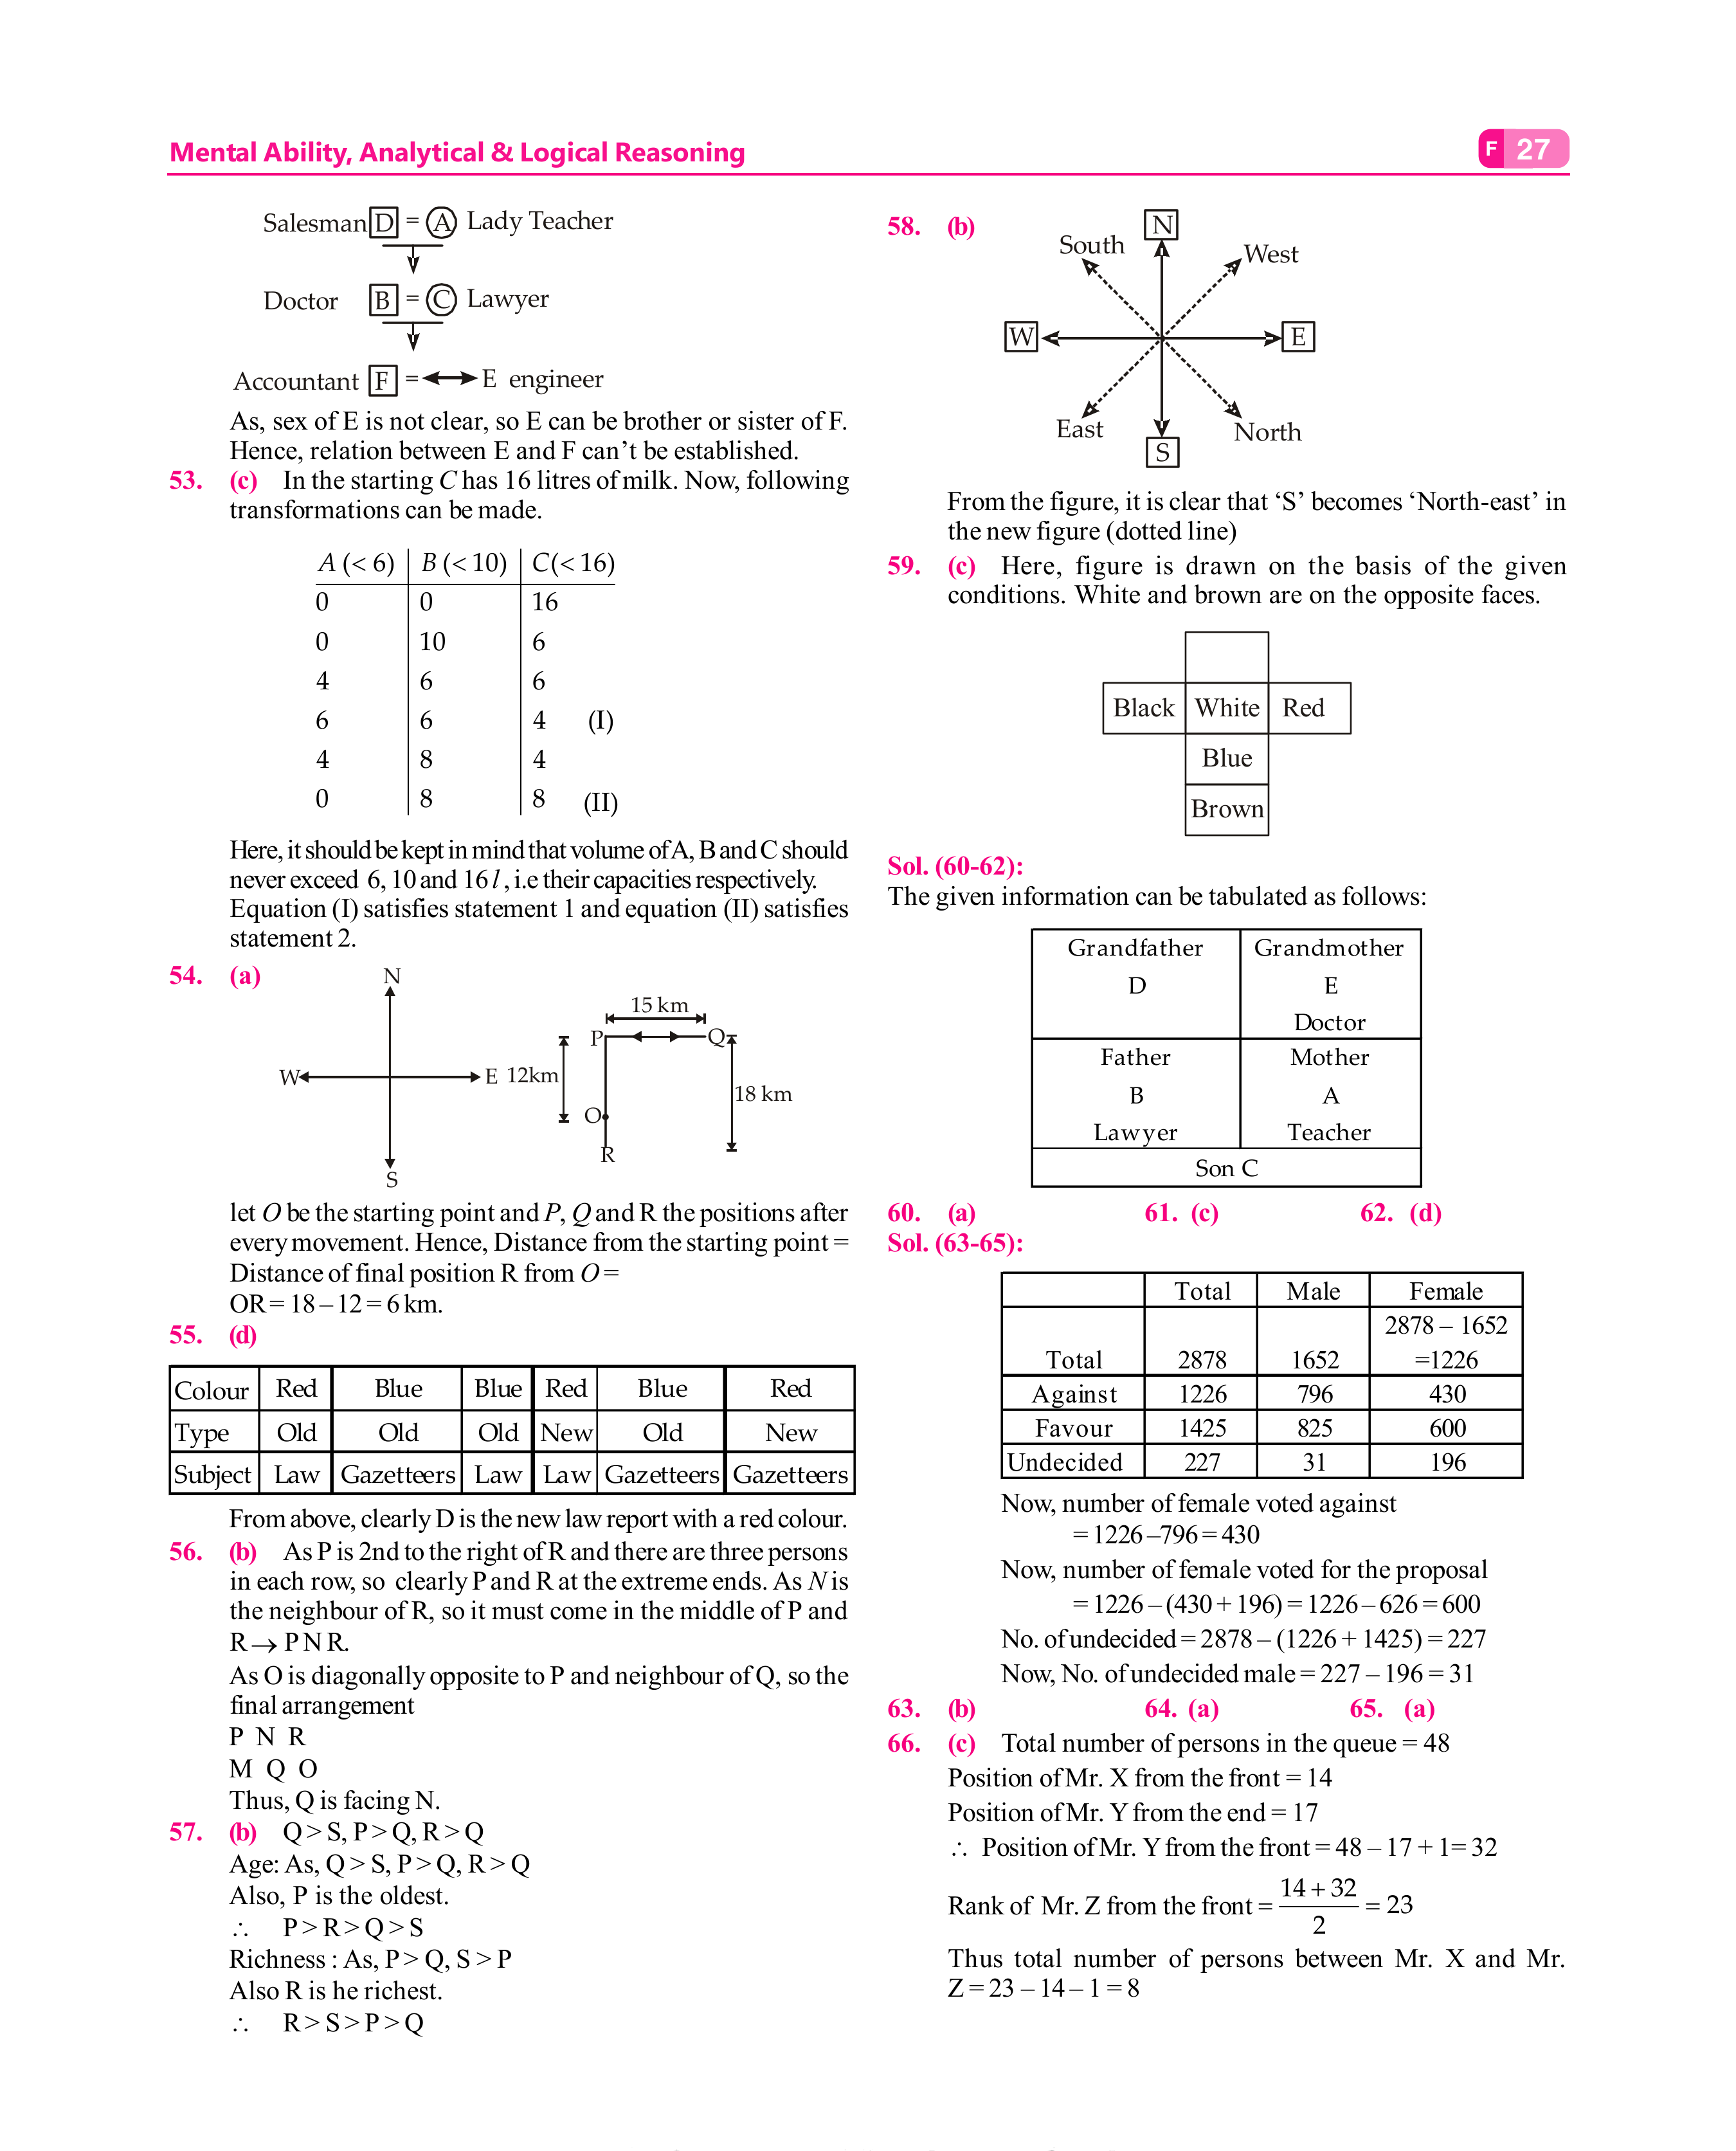 Mental Ability, Analytical & Logical Reasoning
F 27
Salesman D = A Lady Teacher
Doctor B = C Lawyer
Accountant F = E engineer
As, sex of E is not clear, so E can be brother or sister of F.
Hence, relation between E and F can’t be established.
53. (c) In the starting C has 16 litres of milk. Now, following
transformations can be made.
A (< 6) B (< 10) C(< 16)
0 0 16
0 10 6
4 6 6
6 6 4 (I)
4 8 4
0 8 8 (II)
Here, it should be kept in mind that volume of A, B and C should
never exceed 6, 10 and 16 l , i.e their capacities respectively.
Equation (I) satisfies statement 1 and equation (II) satisfies
statement 2.
54. (a)
N
W E
S
15 km
P Q
12km
18 km
O
R
let O be the starting point and P, Q and R the positions after
every movement. Hence, Distance from the starting point =
Distance of final position R from O =
OR = 18 – 12 = 6 km.
55. (d)
Colour Red Blue Blue Red Blue Red
Type Old Old Old New Old New
Subject Law Gazetteers Law Law Gazetteers Gazetteers
From above, clearly D is the new law report with a red colour.
56. (b) As P is 2nd to the right of R and there are three persons
in each row, so clearly P and R at the extreme ends. As N is
the neighbour of R, so it must come in the middle of P and
R → P N R.
As O is diagonally opposite to P and neighbour of Q, so the
final arrangement
P N R
M Q O
Thus, Q is facing N.
57. (b) Q > S, P > Q, R > Q
Age: As, Q > S, P > Q, R > Q
Also, P is the oldest.
∴ P > R > Q > S
Richness : As, P > Q, S > P
Also R is he richest.
∴ R > S > P > Q
58. (b)
N
South West
W E
East North
S
From the figure, it is clear that ‘S’ becomes ‘North-east’ in
the new figure (dotted line)
59. (c) Here, figure is drawn on the basis of the given
conditions. White and brown are on the opposite faces.
Black White Red
Blue
Brown
Sol. (60-62):
The given information can be tabulated as follows:
Grandfather Grandmother
D E
Doctor
Father Mother
B A
Lawyer Teacher
Son C
60. (a) 61. (c) 62. (d)
Sol. (63-65):
Total Male Female
2878 – 1652
Total 2878 1652 =1226
Against 1226 796 430
Favour 1425 825 600
Undecided 227 31 196
Now, number of female voted against
= 1226 –796 = 430
Now, number of female voted for the proposal
= 1226 – (430 + 196) = 1226 – 626 = 600
No. of undecided = 2878 – (1226 + 1425) = 227
Now, No. of undecided male = 227 – 196 = 31
63. (b) 64. (a) 65. (a)
66. (c) Total number of persons in the queue = 48
Position of Mr. X from the front = 14
Position of Mr. Y from the end = 17
∴ Position of Mr. Y from the front = 48 – 17 + 1= 32
Rank of Mr. Z from the front = (14 + 32)/2 = 23
Thus total number of persons between Mr. X and Mr.
Z = 23 – 14 – 1 = 8